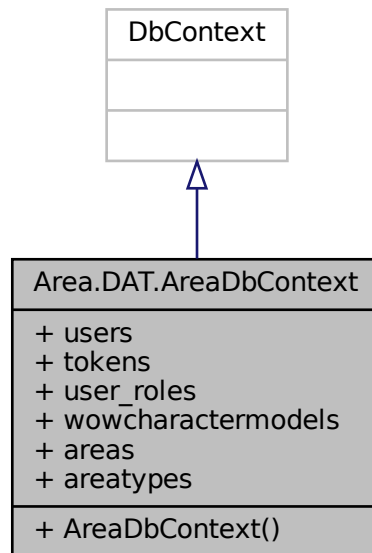 DbContext
Area.DAT.AreaDbContext
+ users
+ tokens
+ user_roles
+ wowcharactermodels
+ areas
+ areatypes
+ AreaDbContext()